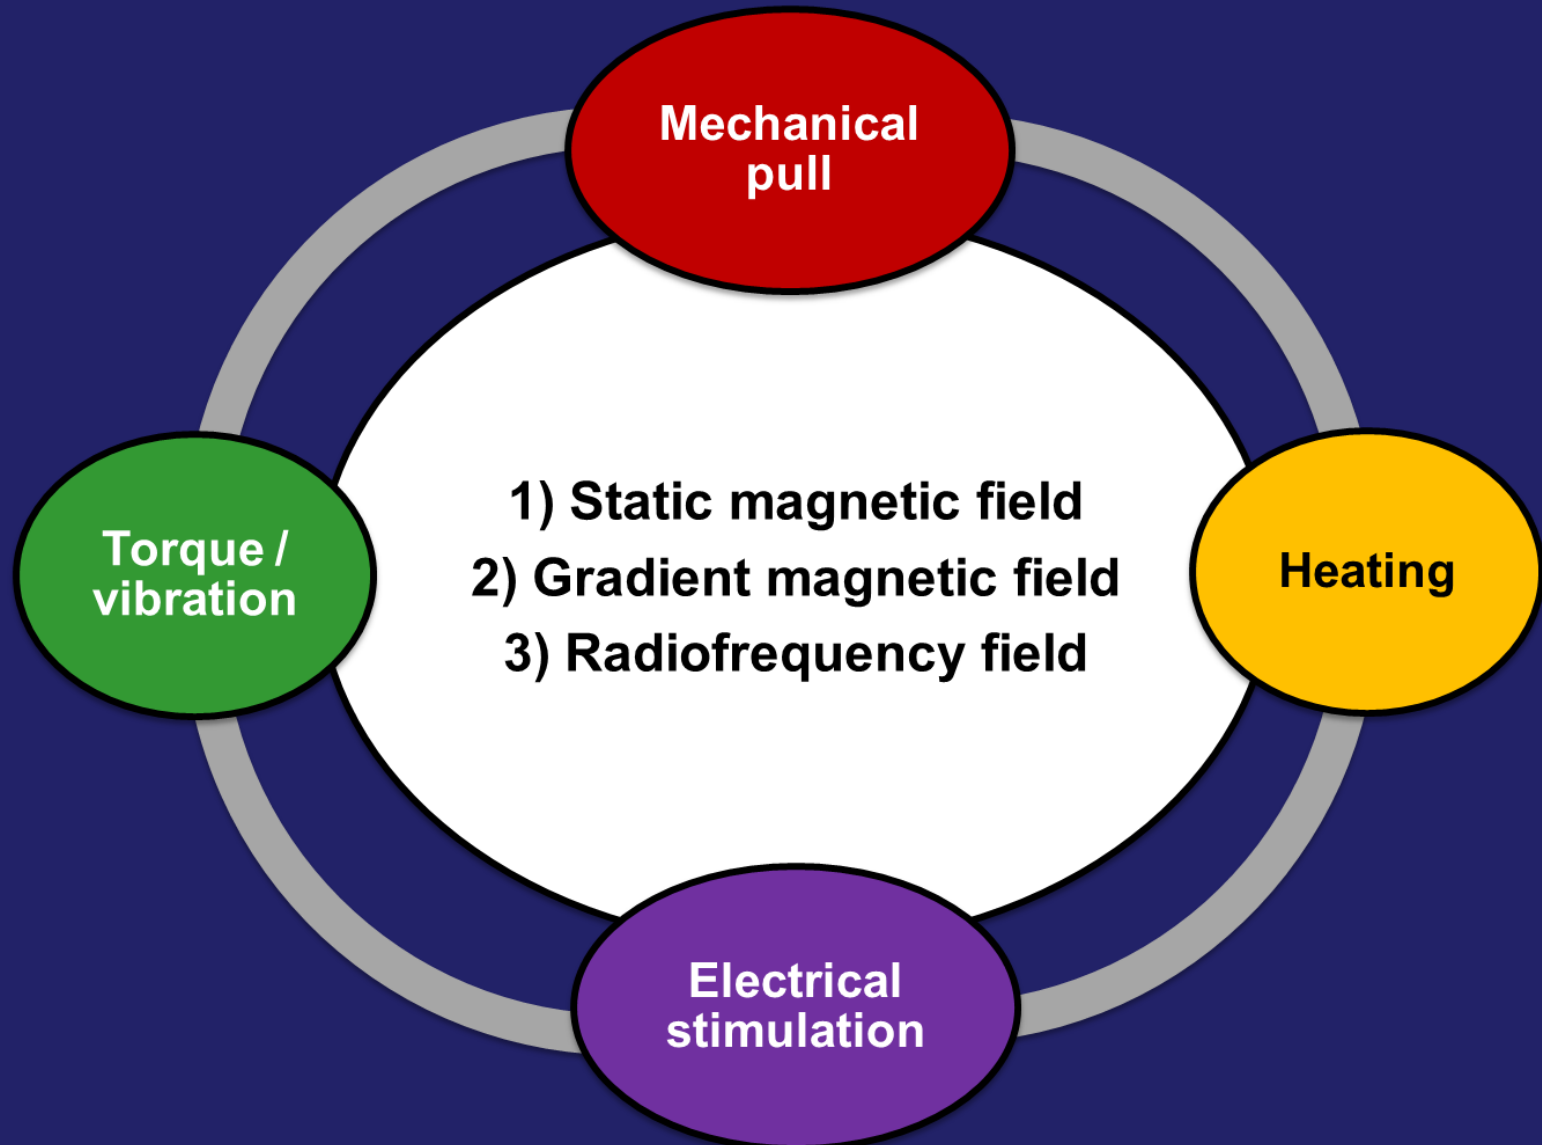 Mechanical
pull
1) Static magnetic field
2) Gradient magnetic field
3) Radiofrequency field
Torque /
vibration
Heating
Electrical
stimulation